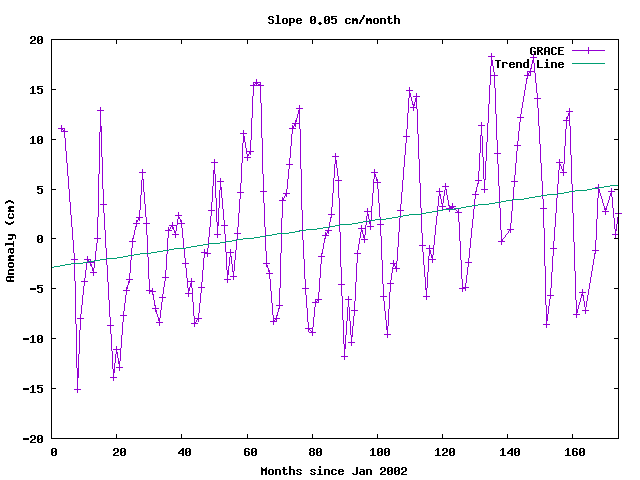 Slope 0.05 cm/month
GRACE
Trend Line
20
15
10
5
0
-5
-10
-15
-20
Anomaly (cm)
0 20 40 60 80 100 120 140 160
Months since Jan 2002